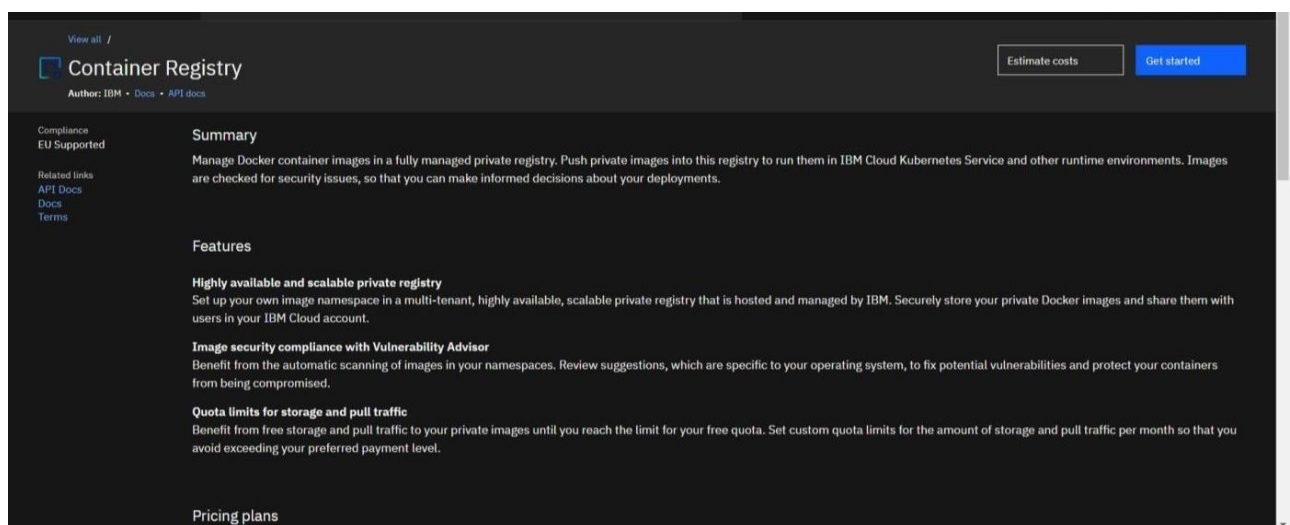 View all /
Container Registry
Author: IBM • Docs • API docs
Estimate costs
Get started
Compliance
EU Supported
Related links
API Docs
Docs
Terms
Summary
Manage Docker container images in a fully managed private registry. Push private images into this registry to run them in IBM Cloud Kubernetes Service and other runtime environments. Images
are checked for security issues, so that you can make informed decisions about your deployments.
Features
Highly available and scalable private registry
Set up your own image namespace in a multi-tenant, highly available, scalable private registry that is hosted and managed by IBM. Securely store your private Docker images and share them with
users in your IBM Cloud account.
Image security compliance with Vulnerability Advisor
Benefit from the automatic scanning of images in your namespaces. Review suggestions, which are specific to your operating system, to fix potential vulnerabilities and protect your containers
from being compromised.
Quota limits for storage and pull traffic
Benefit from free storage and pull traffic to your private images until you reach the limit for your free quota. Set custom quota limits for the amount of storage and pull traffic per month so that you
avoid exceeding your preferred payment level.
Pricing plans